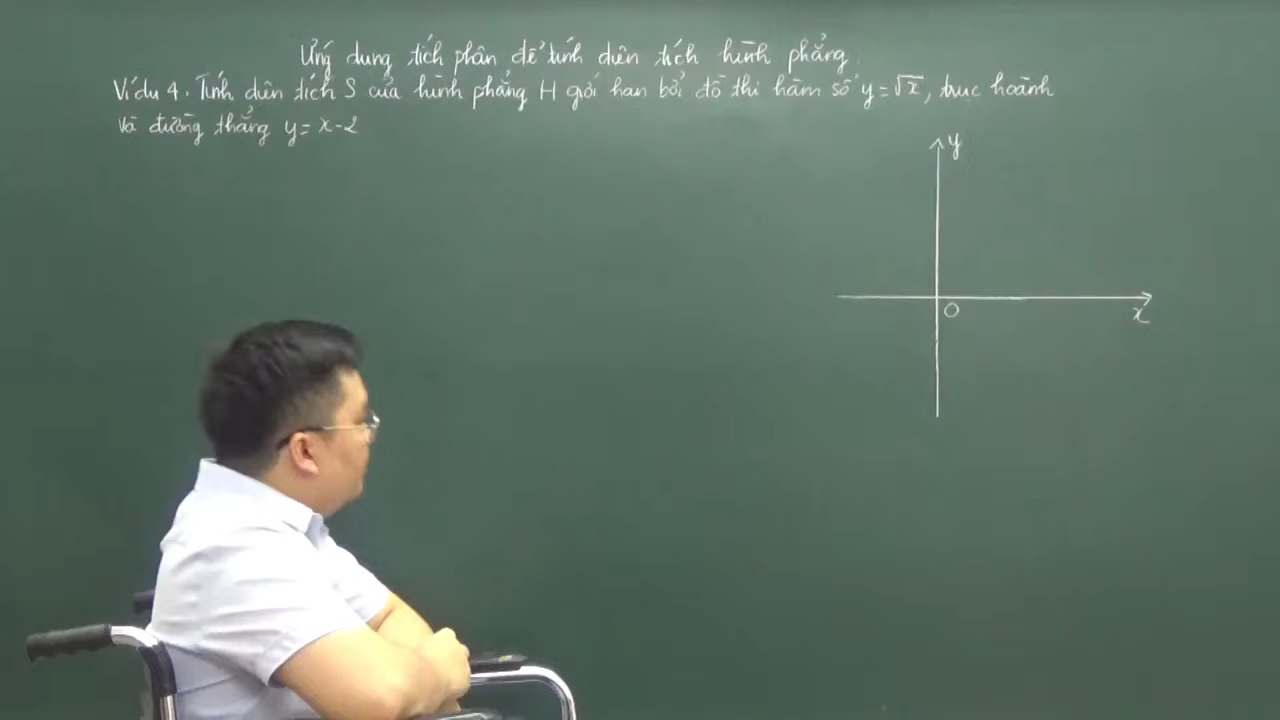 Ứng dụng tích phân để tính diện tích hình phẳng.
Ví dụ 4. Tính diện tích S của hình phẳng H giới hạn bởi đồ thị hàm số y=√x, trục hoành
và đường thẳng y= x-2
y
O
x